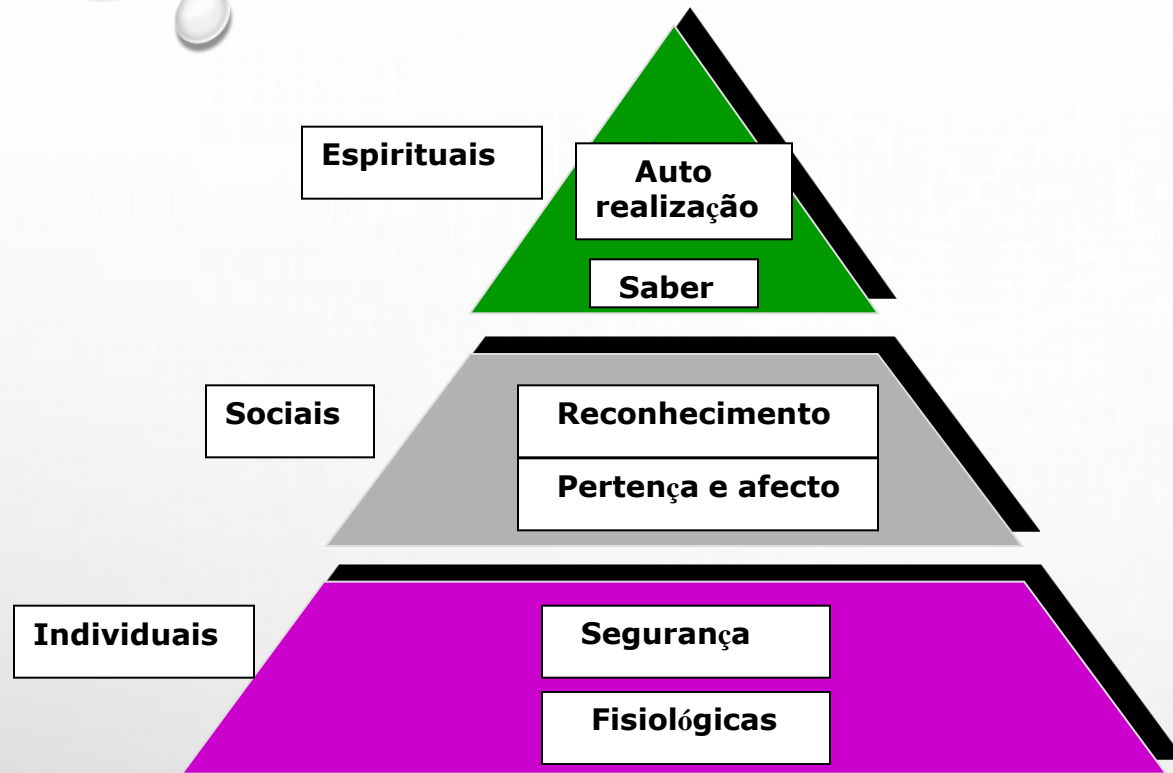 Espirituais
Auto
realização
Saber
Sociais
Reconhecimento
Pertença e afecto
Individuais
Segurança
Fisiológicas